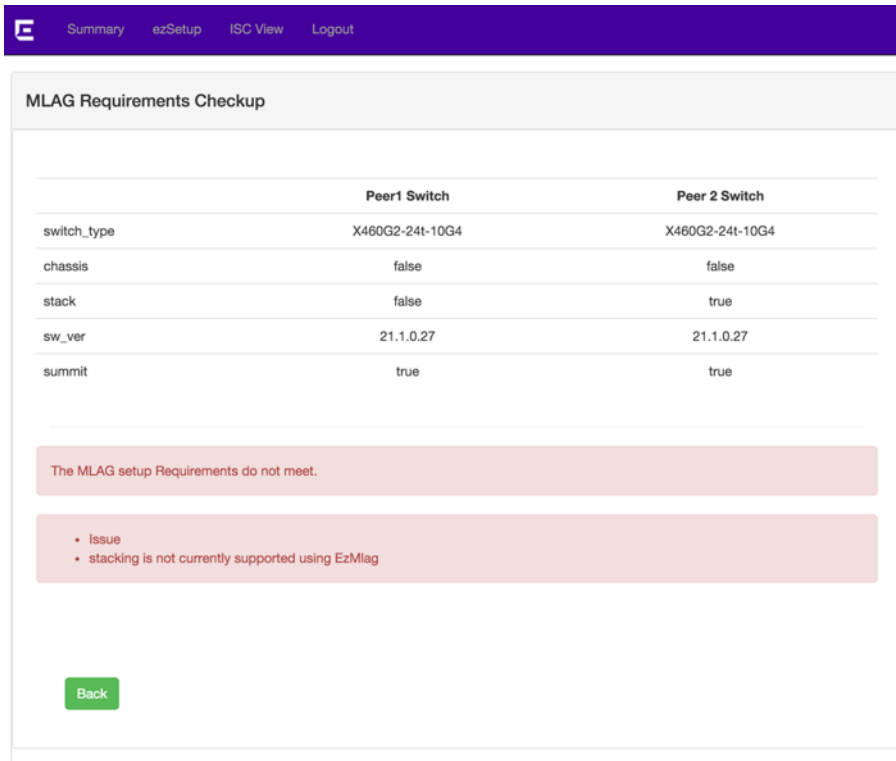 Summary ezSetup ISC View Logout
MLAG Requirements Checkup
Peer1 Switch Peer 2 Switch
switch_type X460G2-24t-10G4 X460G2-24t-10G4
chassis false false
stack false true
sw_ver 21.1.0.27 21.1.0.27
summit true true
The MLAG setup Requirements do not meet.
• Issue
• stacking is not currently supported using EzMlag
Back